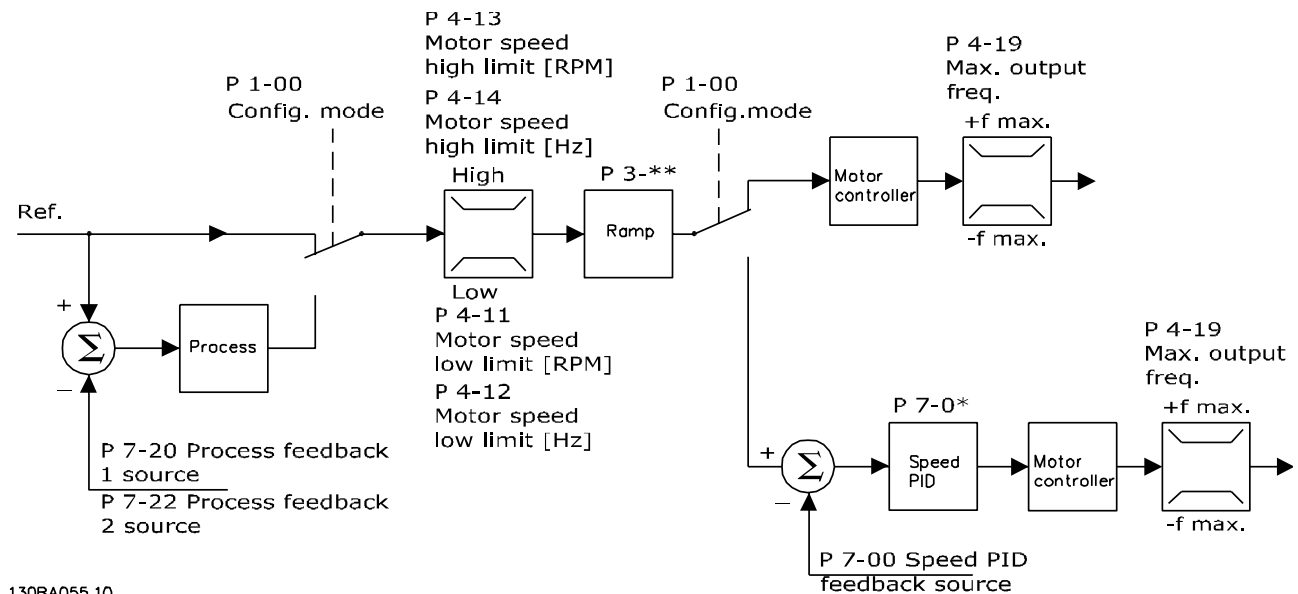 P 4-13
Motor speed
high limit [RPM]
P 4-14
Motor speed
high limit [Hz]
P 1-00
Config. mode
P 1-00
Config.mode
P 4-19
Max. output
freq.
+f max.
-f max.
High
P 3-**
Ramp
Motor
controller
Ref.
Low
P 4-11
Motor speed
low limit [RPM]
P 4-12
Motor speed
low limit [Hz]
+
Σ
_
Process
P 7-20 Process feedback
1 source
P 7-22 Process feedback
2 source
P 4-19
Max. output
freq.
+f max.
-f max.
P 7-0*
+
Σ
_
Speed
PID
Motor
controller
P 7-00 Speed PID
feedback source
130BA055.10